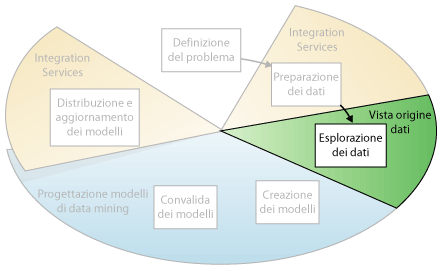 Definizione
del problema
Integration
Services
Preparazione
dei dati
Vista origine
dati
Esplorazione
dei dati
Creazione
dei modelli
Convalida
dei modelli
Progettazione modelli
di data mining
Distribuzione e
aggiornamento
dei modelli
Integration
Services